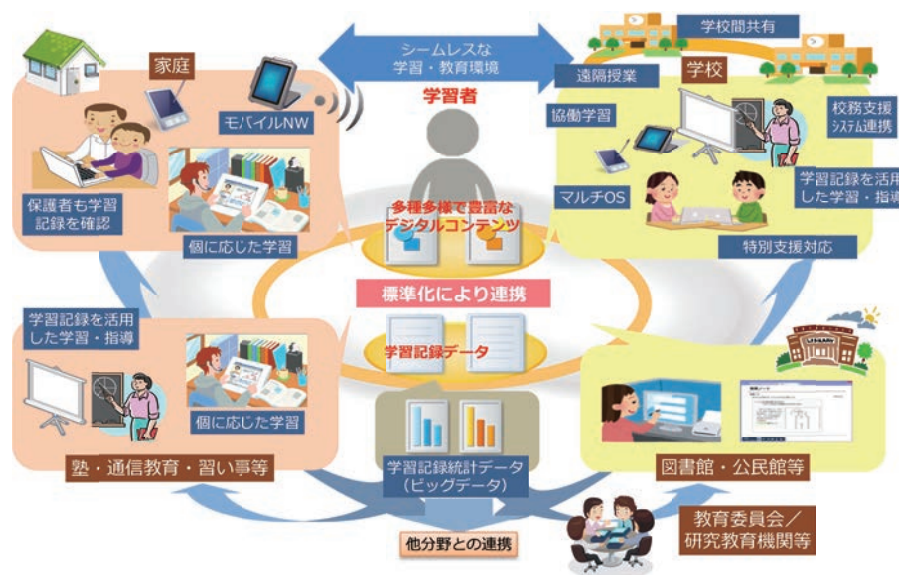 学校間共有
シームレスな
学習・教育環境
家庭
遠隔授業
学校
学習者
モバイルNW
協働学習
校務支援
システム連携
マルチOS
学習記録を活用
した学習・指導
保護者も学習
記録を確認
多種多様で豊富な
デジタルコンテンツ
個に応じた学習
特別支援対応
標準化により連携
学習記録を活用
した学習・指導
学習記録データ
個に応じた学習
塾・通信教育・習い事等
学習記録統計データ
(ビッグデータ)
図書館・公民館等
教育委員会／
研究教育機関等
他分野との連携